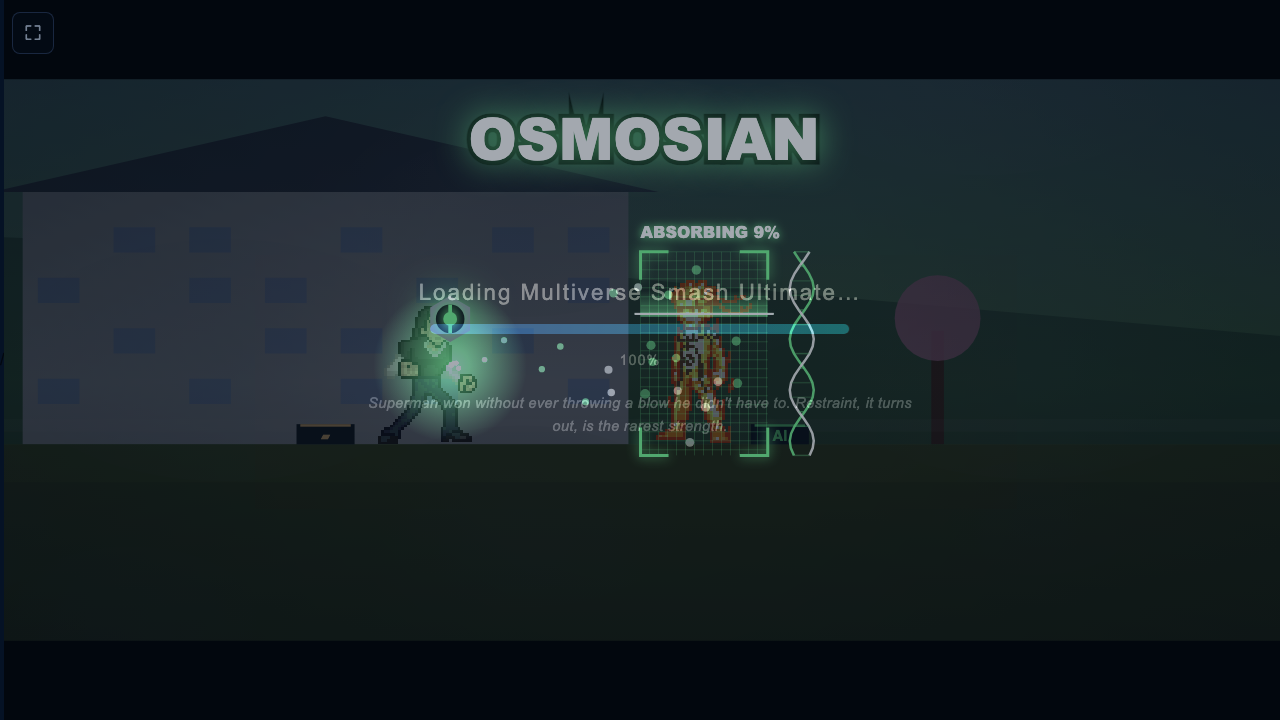 OSMOSIAN
ABSORBING 9%
Loading Multiverse Smash Ultimate...
100%
Superman won without ever throwing a blow he didn't have to. Restraint, it turns
out, is the rarest strength.
AI